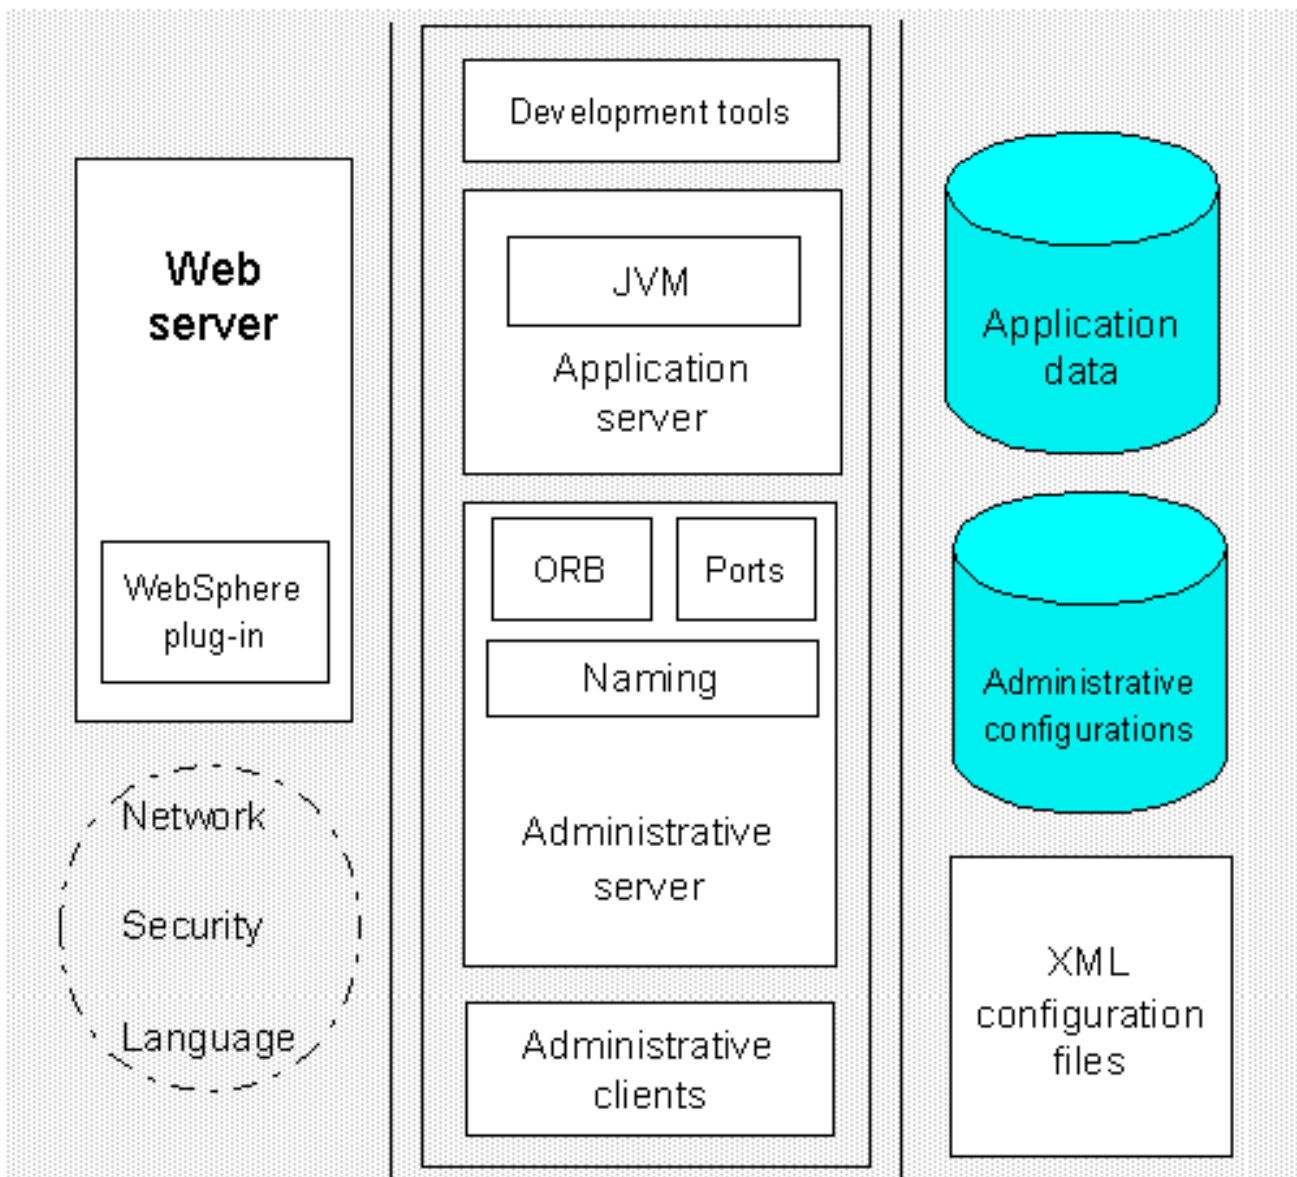 Web
server
WebSphere
plug-in
Network
Security
Language
Development tools
JVM
Application
server
ORB
Ports
Naming
Administrative
server
Administrative
clients
Application
data
Administrative
configurations
XML
configuration
files